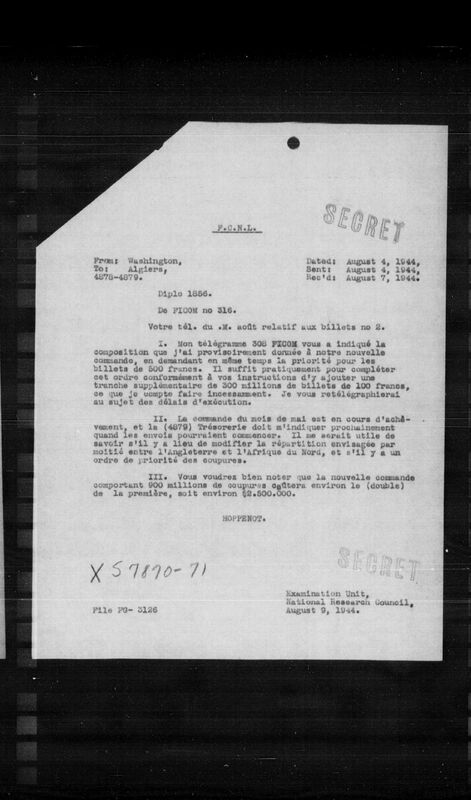 F.C.N.L.
SECRET
From: Washington,
To: Algiers,
4878-4879.
Dated: August 4, 1944,
Sent: August 4, 1944,
Rec'd: August 7, 1944.
Diplo 1856.
De FICOM no 316.
Votre tél. du .M. août relatif aux billets no 2.
I. Mon télégramme 308 FICOM vous a indiqué la
composition que j'ai provisoirement donnée à notre nouvelle
commande, en demandant en même temps la priorité pour les
billets de 500 francs. Il suffit pratiquement pour compléter
cet ordre conformément à vos instructions d'y ajouter une
tranche supplémentaire de 300 millions de billets de 100 francs,
ce que je compte faire incessamment. Je vous retélégraphierai
au sujet des délais d'exécution.
II. La commande du mois de mai est en cours d'achê-
vement, et la (4879) Trésorerie doit m'indiquer prochainement
quand les envois pourraient commencer. Il me serait utile de
savoir s'il y a lieu de modifier la répartition envisagée par
moitié entre l'Angleterre et l'Afrique du Nord, et s'il y a un
ordre de priorité des coupures.
III. Vous voudrez bien noter que la nouvelle commande
comportant 900 millions de coupures coûtera environ le (double)
de la première, soit environ $2.500.000.
HOPPENOT.
X 57870-71
SECRET
Examination Unit,
National Research Council,
August 9, 1944.
File FG- 3126